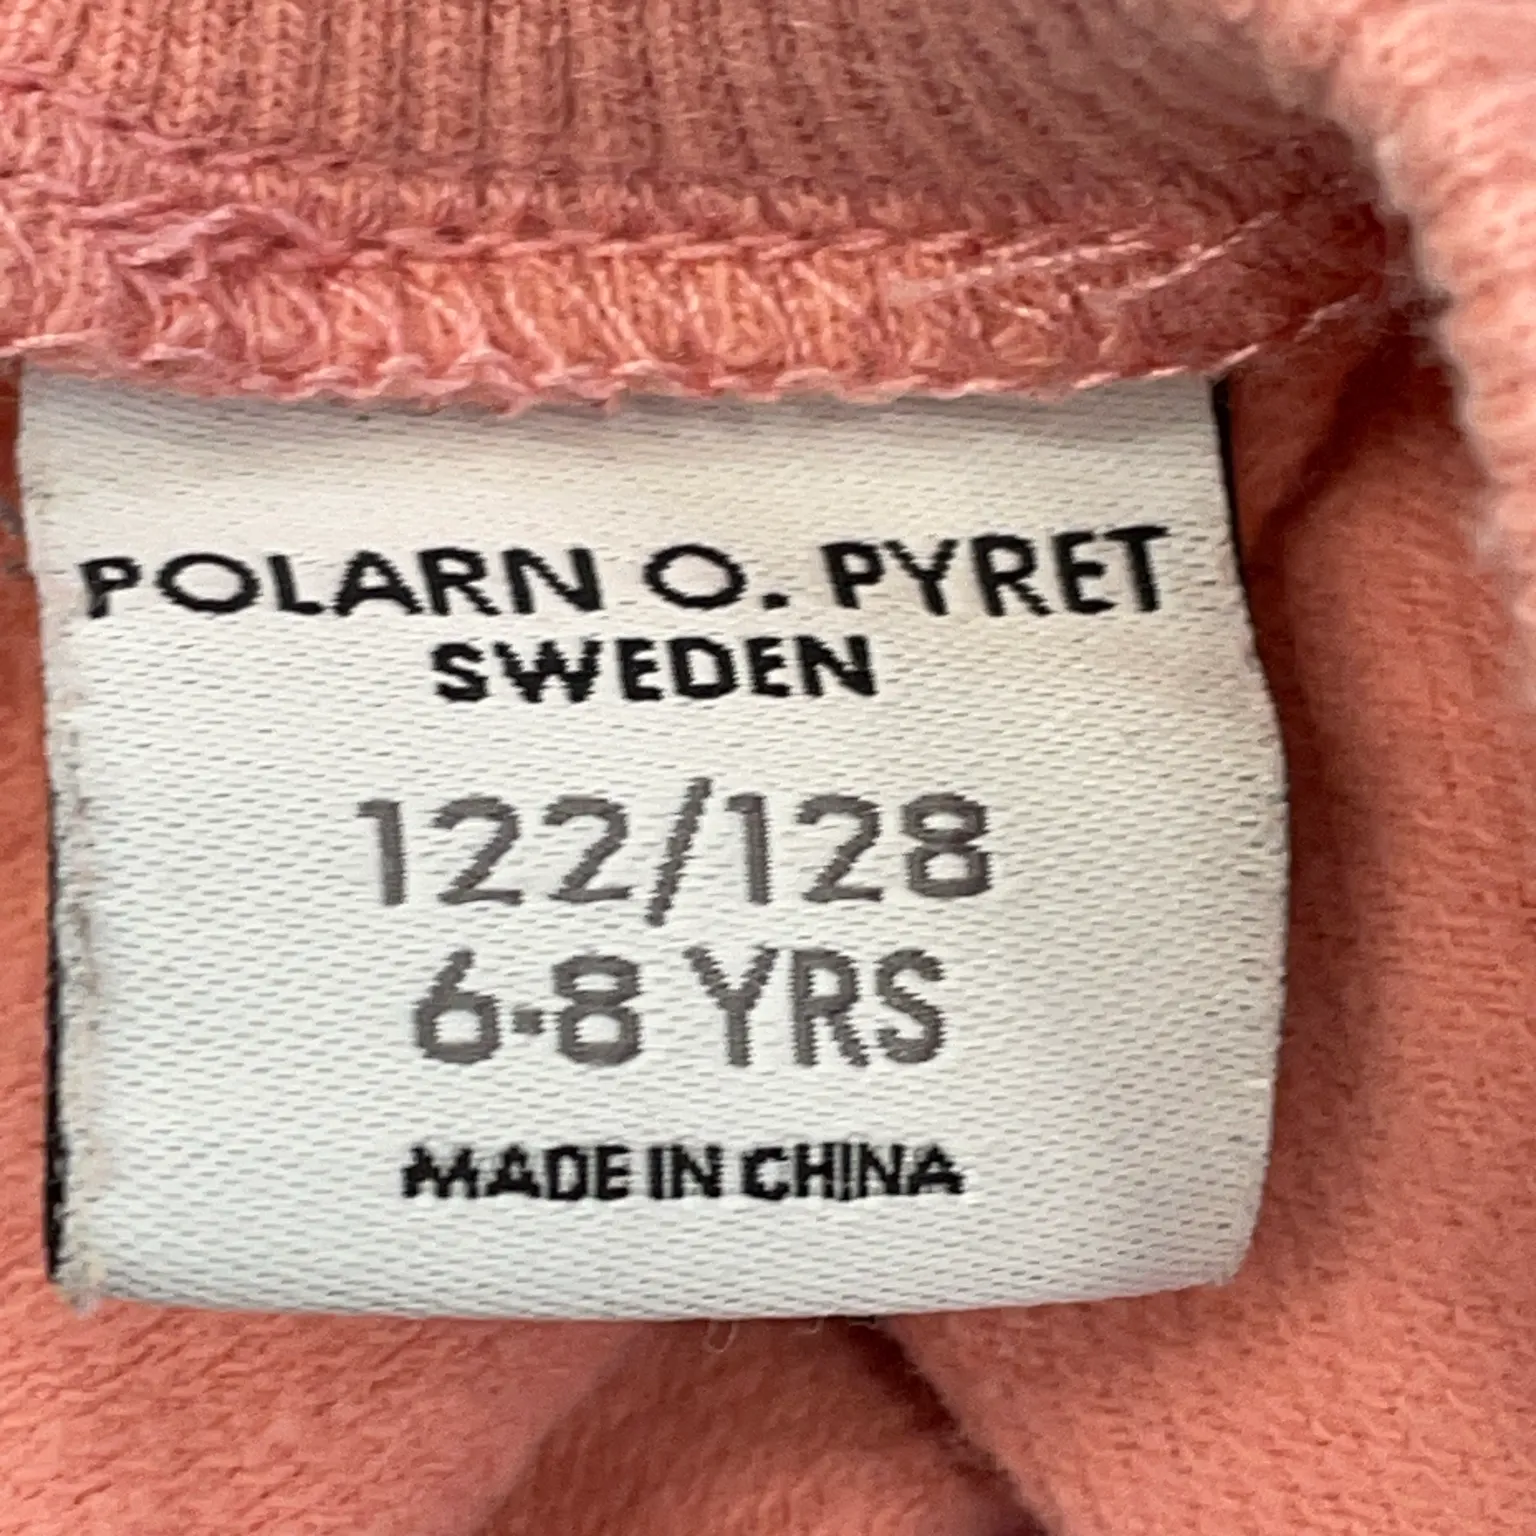 POLARN O. PYRET
SWEDEN
122/128
6-8 YRS
MADE IN CHINA